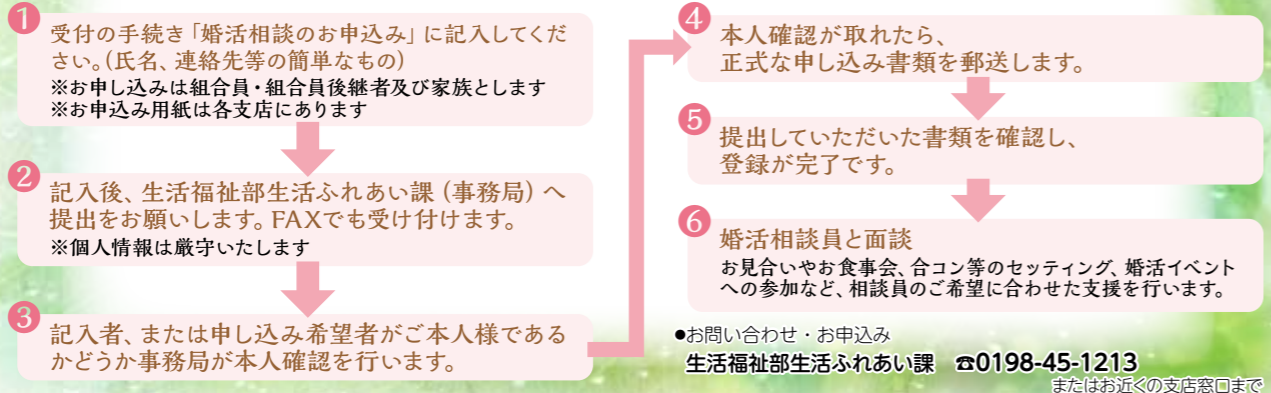 1
受付の手続き「婚活相談のお申込み」に記入してくだ
さい。(氏名、連絡先等の簡単なもの)
※お申し込みは組合員・組合員後継者及び家族とします
※お申込み用紙は各支店にあります
2
記入後、生活福祉部生活ふれあい課(事務局)へ
提出をお願いします。FAXでも受け付けます。
※個人情報は厳守いたします
3
記入者、または申し込み希望者がご本人様である
かどうか事務局が本人確認を行います。
4
本人確認が取れたら、
正式な申し込み書類を郵送します。
5
提出していただいた書類を確認し、
登録が完了です。
6
婚活相談員と面談
お見合いやお食事会、合コン等のセッティング、婚活イベント
への参加など、相談員のご希望に合わせた支援を行います。
●お問い合わせ・お申込み
生活福祉部生活ふれあい課 ☎0198-45-1213
またはお近くの支店窓口まで